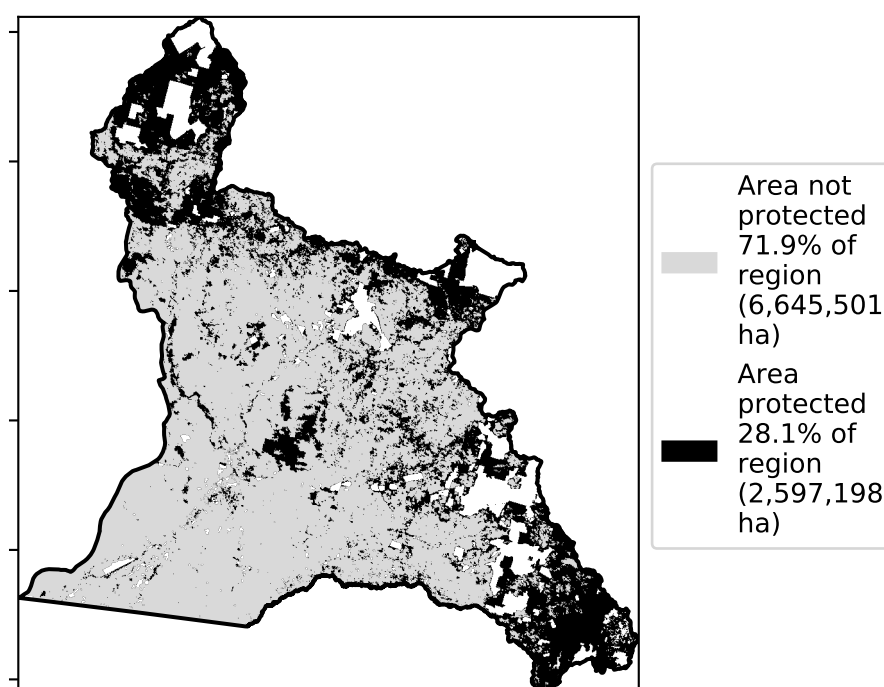 Area not
protected
71.9% of
region
(6,645,501
ha)
Area
protected
28.1% of
region
(2,597,198
ha)